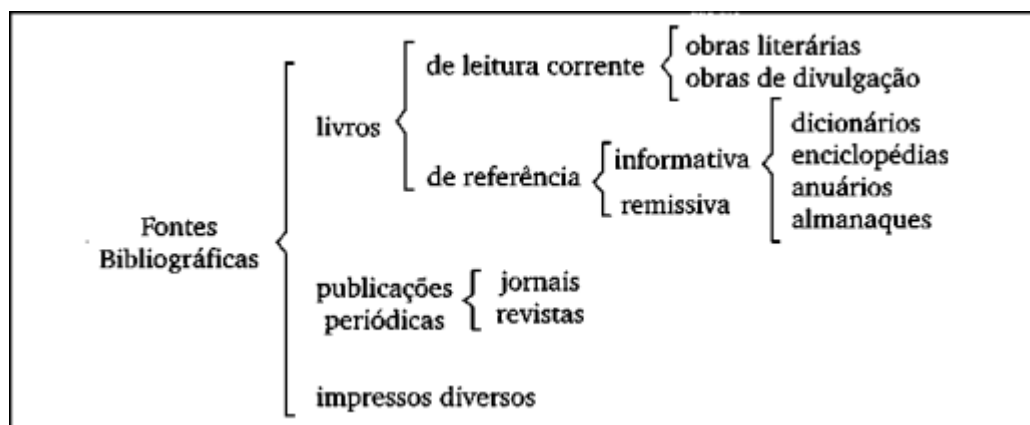 Fontes
Bibliográficas
livros
de leitura corrente
obras literárias
obras de divulgação
de referência
informativa
dicionários
enciclopédias
anuários
almanaques
remissiva
publicações
periódicas
jornais
revistas
impressos diversos